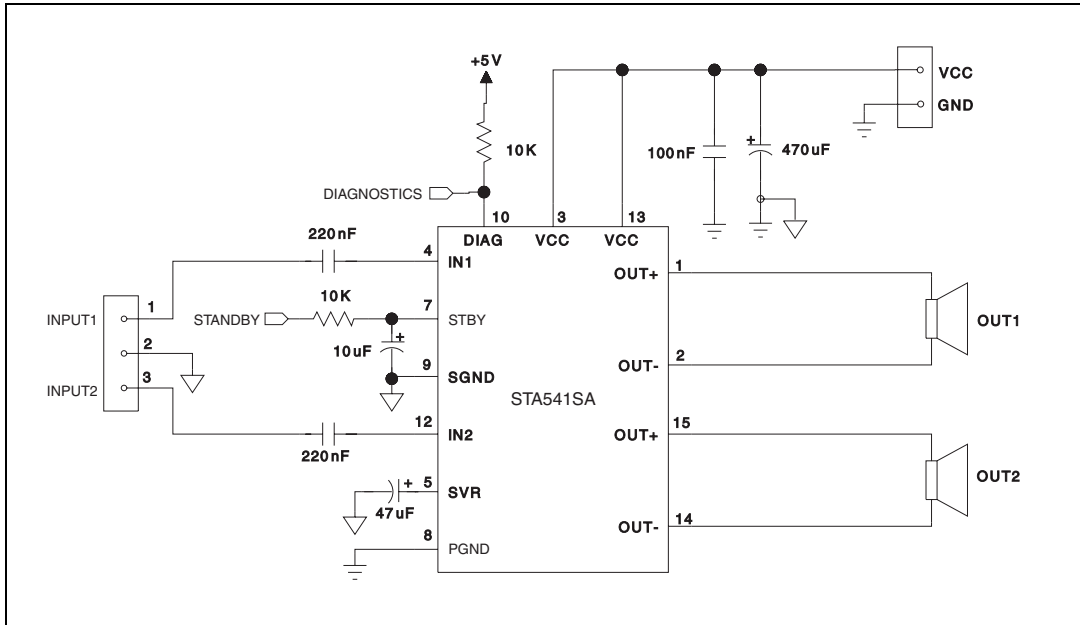 +5V
VCC
GND
10K
100nF
+
470uF
DIAGNOSTICS
10
3
13
220nF
DIAG
VCC
VCC
4
IN1
1
OUT+
10K
1
INPUT1
STANDBY
7
STBY
OUT1
2
10uF
+
9
SGND
2
OUT-
3
INPUT2
STA541SA
12
IN2
15
OUT+
220nF
5
SVR
OUT2
+
47uF
14
OUT-
8
PGND